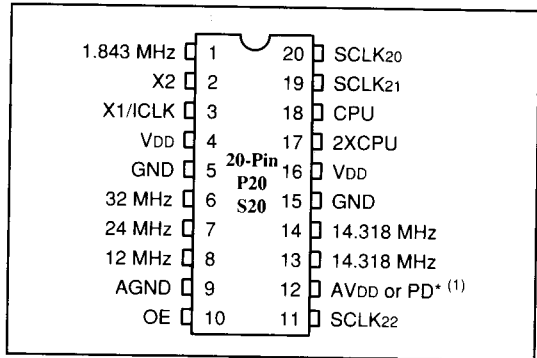 1.843 MHz 1 20 SCLK20
X2 2 19 SCLK21
X1/ICLK 3 18 CPU
VDD 4 17 2XCPU
GND 5 20-Pin 16 VDD
P20
32 MHz 6 S20 15 GND
24 MHz 7 14 14.318 MHz
12 MHz 8 13 14.318 MHz
AGND 9 12 AVDD or PD* (1)
OE 10 11 SCLK22